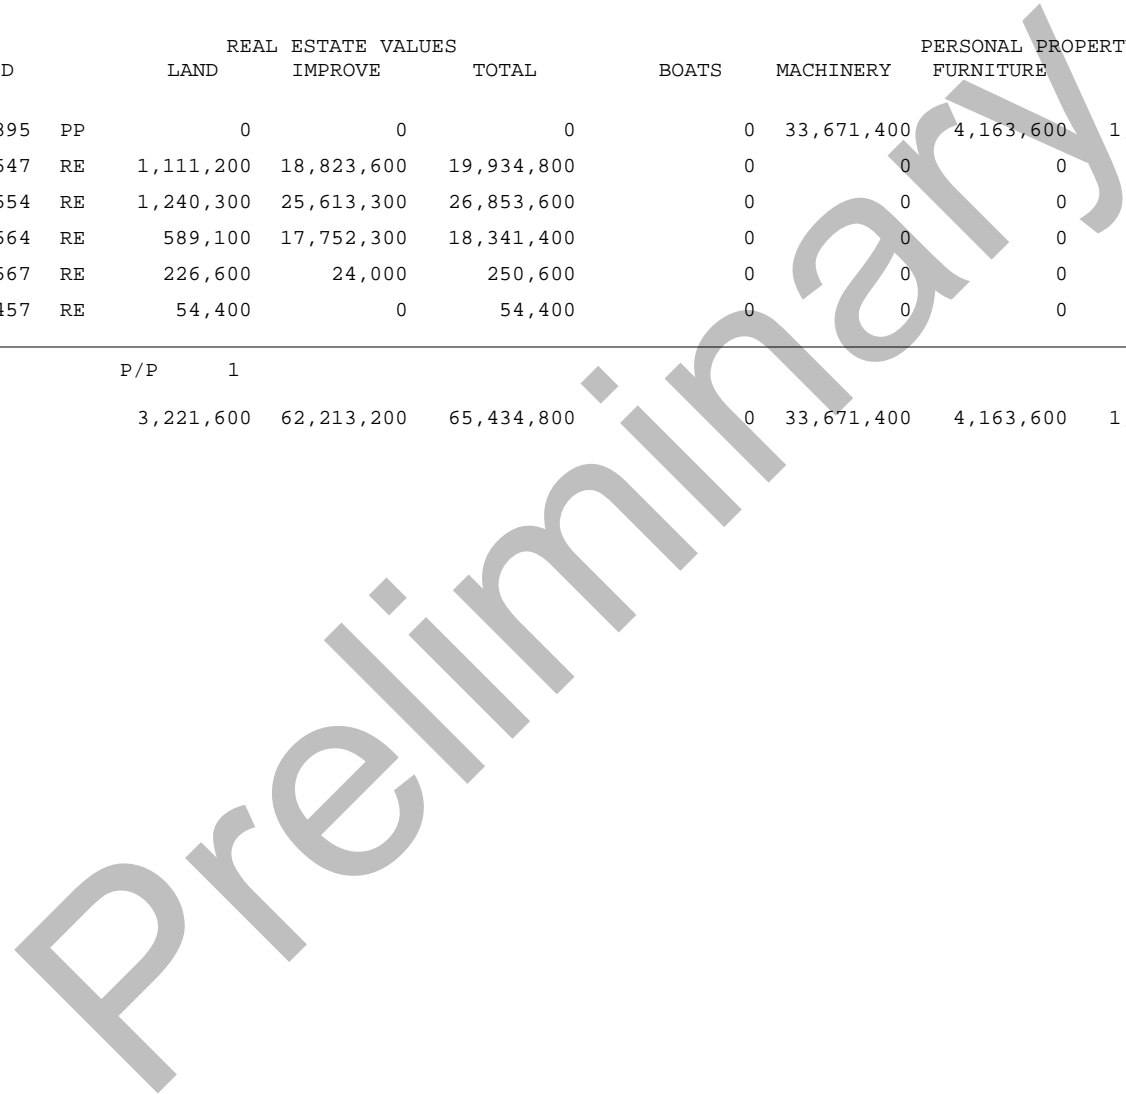 REAL ESTATE VALUES PERSONAL PROPERTY
D LAND IMPROVE TOTAL BOATS MACHINERY FURNITURE
395 PP 0 0 0 0 33,671,400 4,163,600 1
547 RE 1,111,200 18,823,600 19,934,800 0 0 0
554 RE 1,240,300 25,613,300 26,853,600 0 0 0
564 RE 589,100 17,752,300 18,341,400 0 0 0
567 RE 226,600 24,000 250,600 0 0 0
457 RE 54,400 0 54,400 0 0 0
P/P 1
3,221,600 62,213,200 65,434,800 0 33,671,400 4,163,600 1
Preliminary